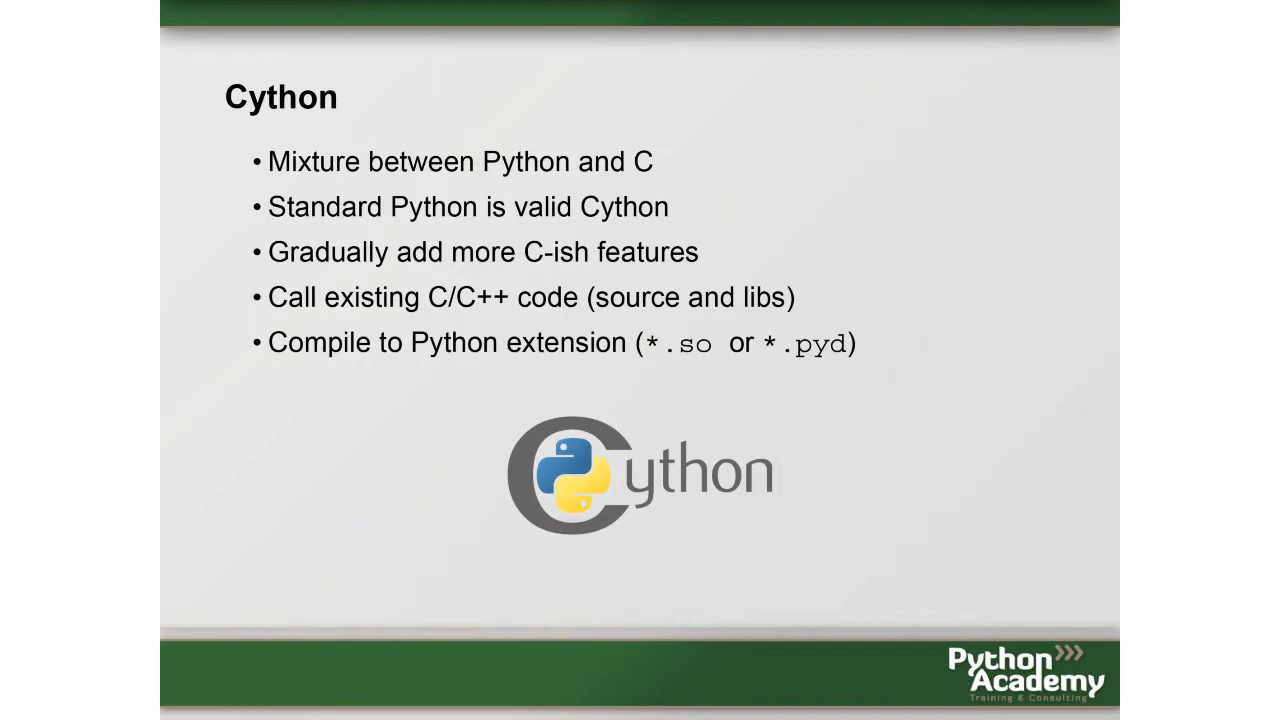 Cython
• Mixture between Python and C
• Standard Python is valid Cython
• Gradually add more C-ish features
• Call existing C/C++ code (source and libs)
• Compile to Python extension (*.so or *.pyd)
Cython
Python
Academy
Training & Consulting